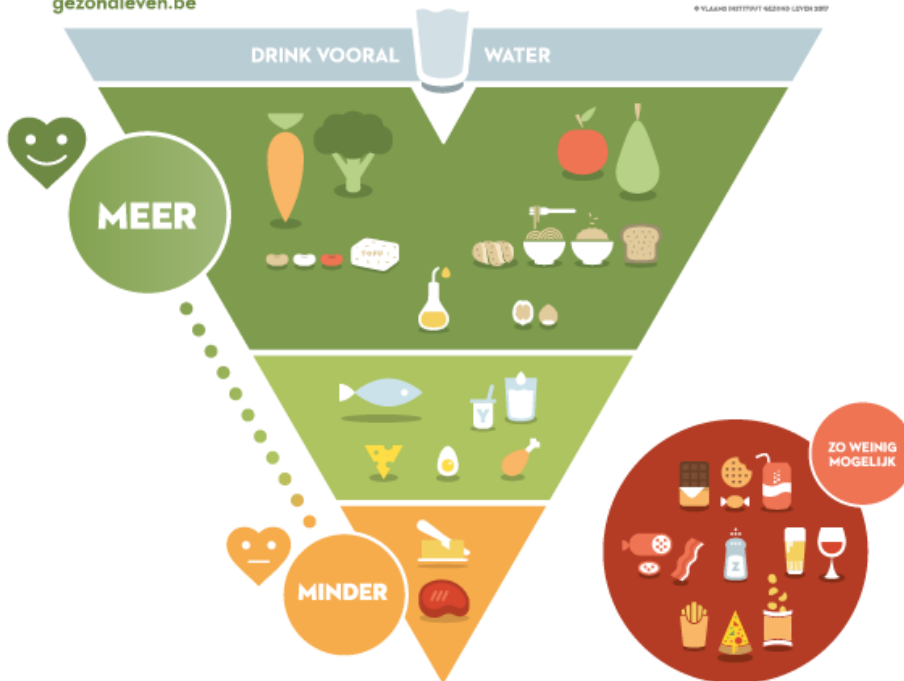 gezondleven.be
© VLAAMS INSTITUUT GEZOND LEVEN 2017
DRINK VOORAL WATER
MEER
TOFU
Y
ZO WEINIG
MOGELIJK
Z
MINDER